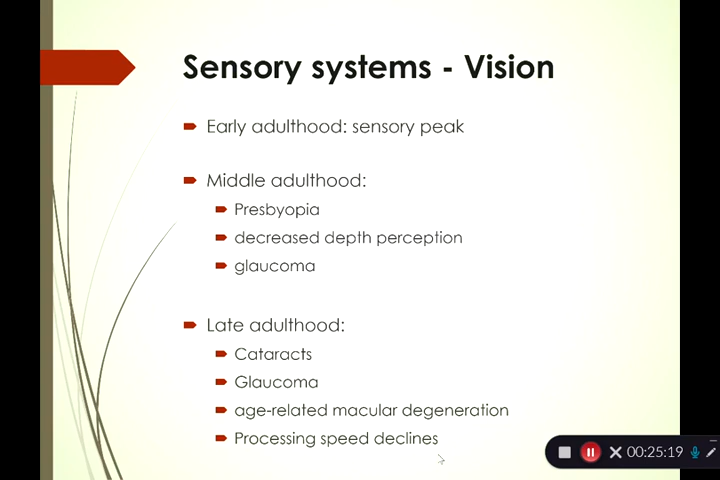 Sensory systems - Vision
Early adulthood: sensory peak
Middle adulthood:
Presbyopia
decreased depth perception
glaucoma
Late adulthood:
Cataracts
Glaucoma
age-related macular degeneration
Processing speed declines
00:25:19